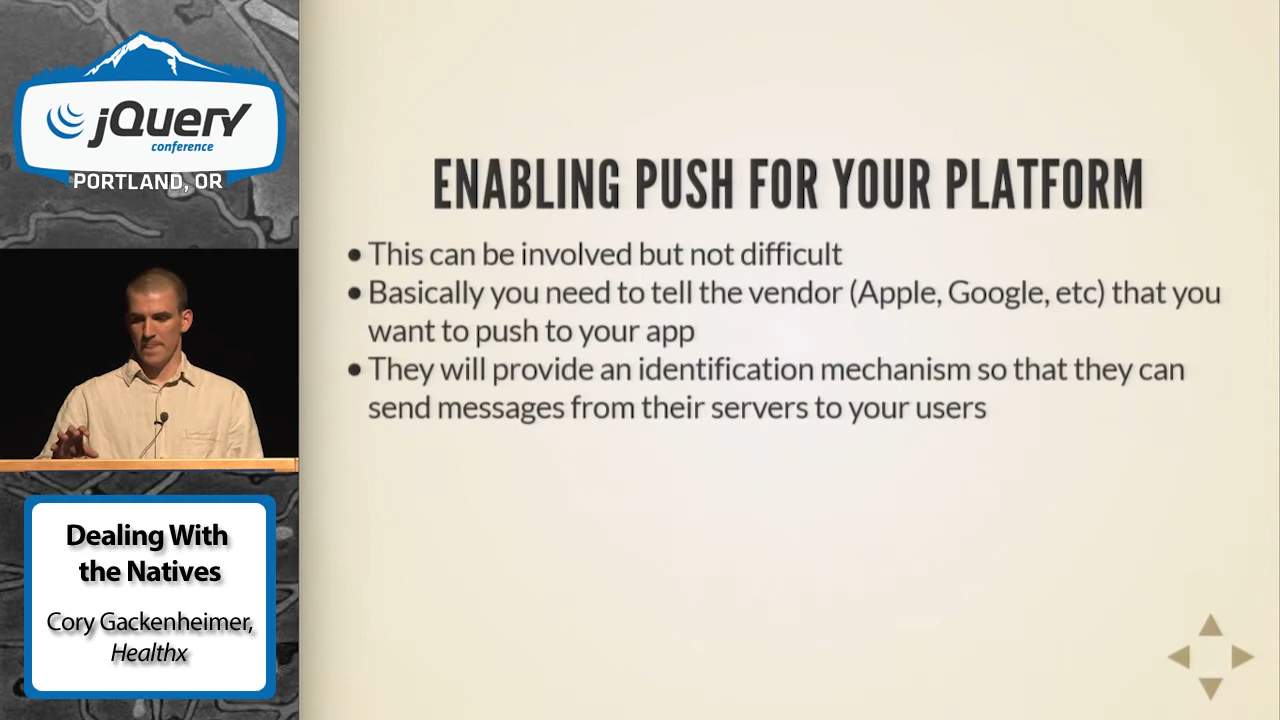 jQuery
conference
PORTLAND, OR
Dealing With
the Natives
Cory Gackenheimer,
Healthx
ENABLING PUSH FOR YOUR PLATFORM
• This can be involved but not difficult
• Basically you need to tell the vendor (Apple, Google, etc) that you
want to push to your app
• They will provide an identification mechanism so that they can
send messages from their servers to your users